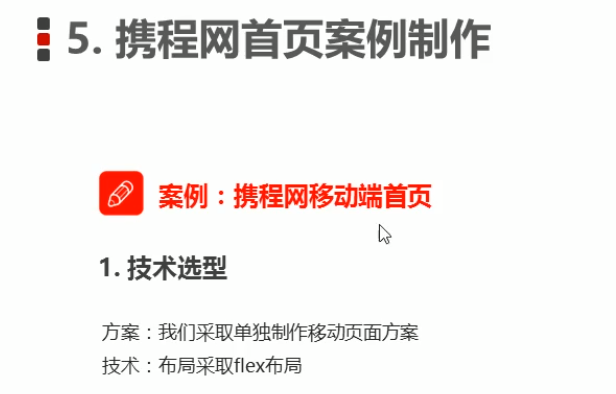 5. 携程网首页案例制作
案例：携程网移动端首页
1. 技术选型
方案：我们采取单独制作移动页面方案
技术：布局采取flex布局